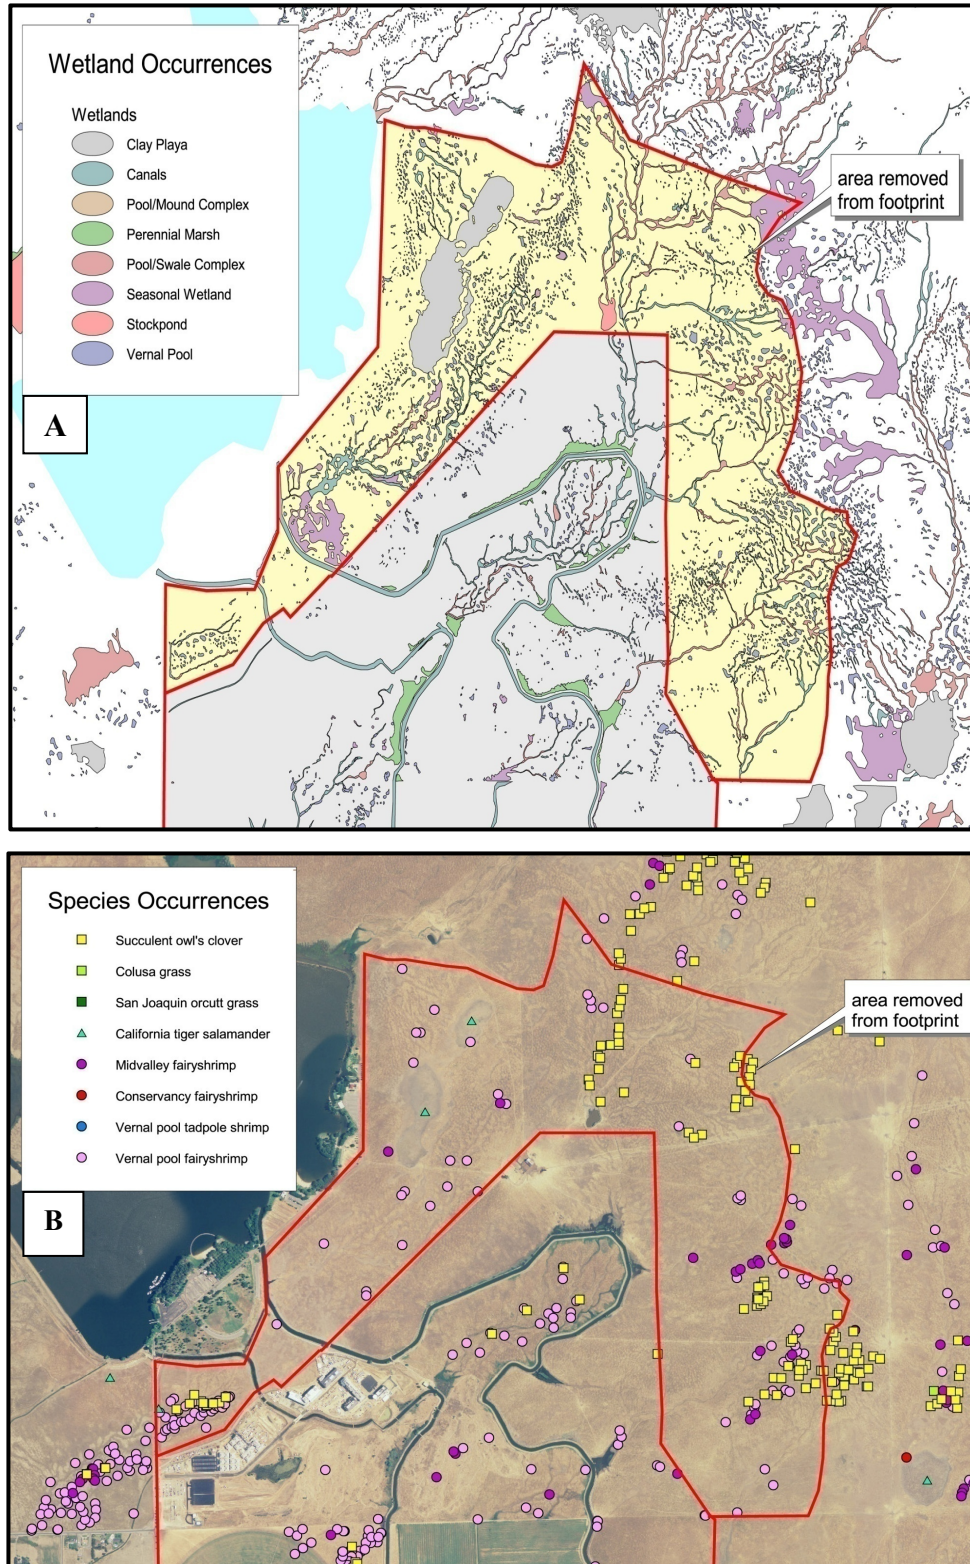 Wetland Occurrences
Wetlands
Clay Playa
Canals
Pool/Mound Complex
Perennial Marsh
Pool/Swale Complex
Seasonal Wetland
Stockpond
Vernal Pool
area removed
from footprint
A
Species Occurrences
Succulent owl's clover
Colusa grass
San Joaquin orcutt grass
California tiger salamander
Midvalley fairyshrimp
Conservancy fairyshrimp
Vernal pool tadpole shrimp
Vernal pool fairyshrimp
area removed
from footprint
B